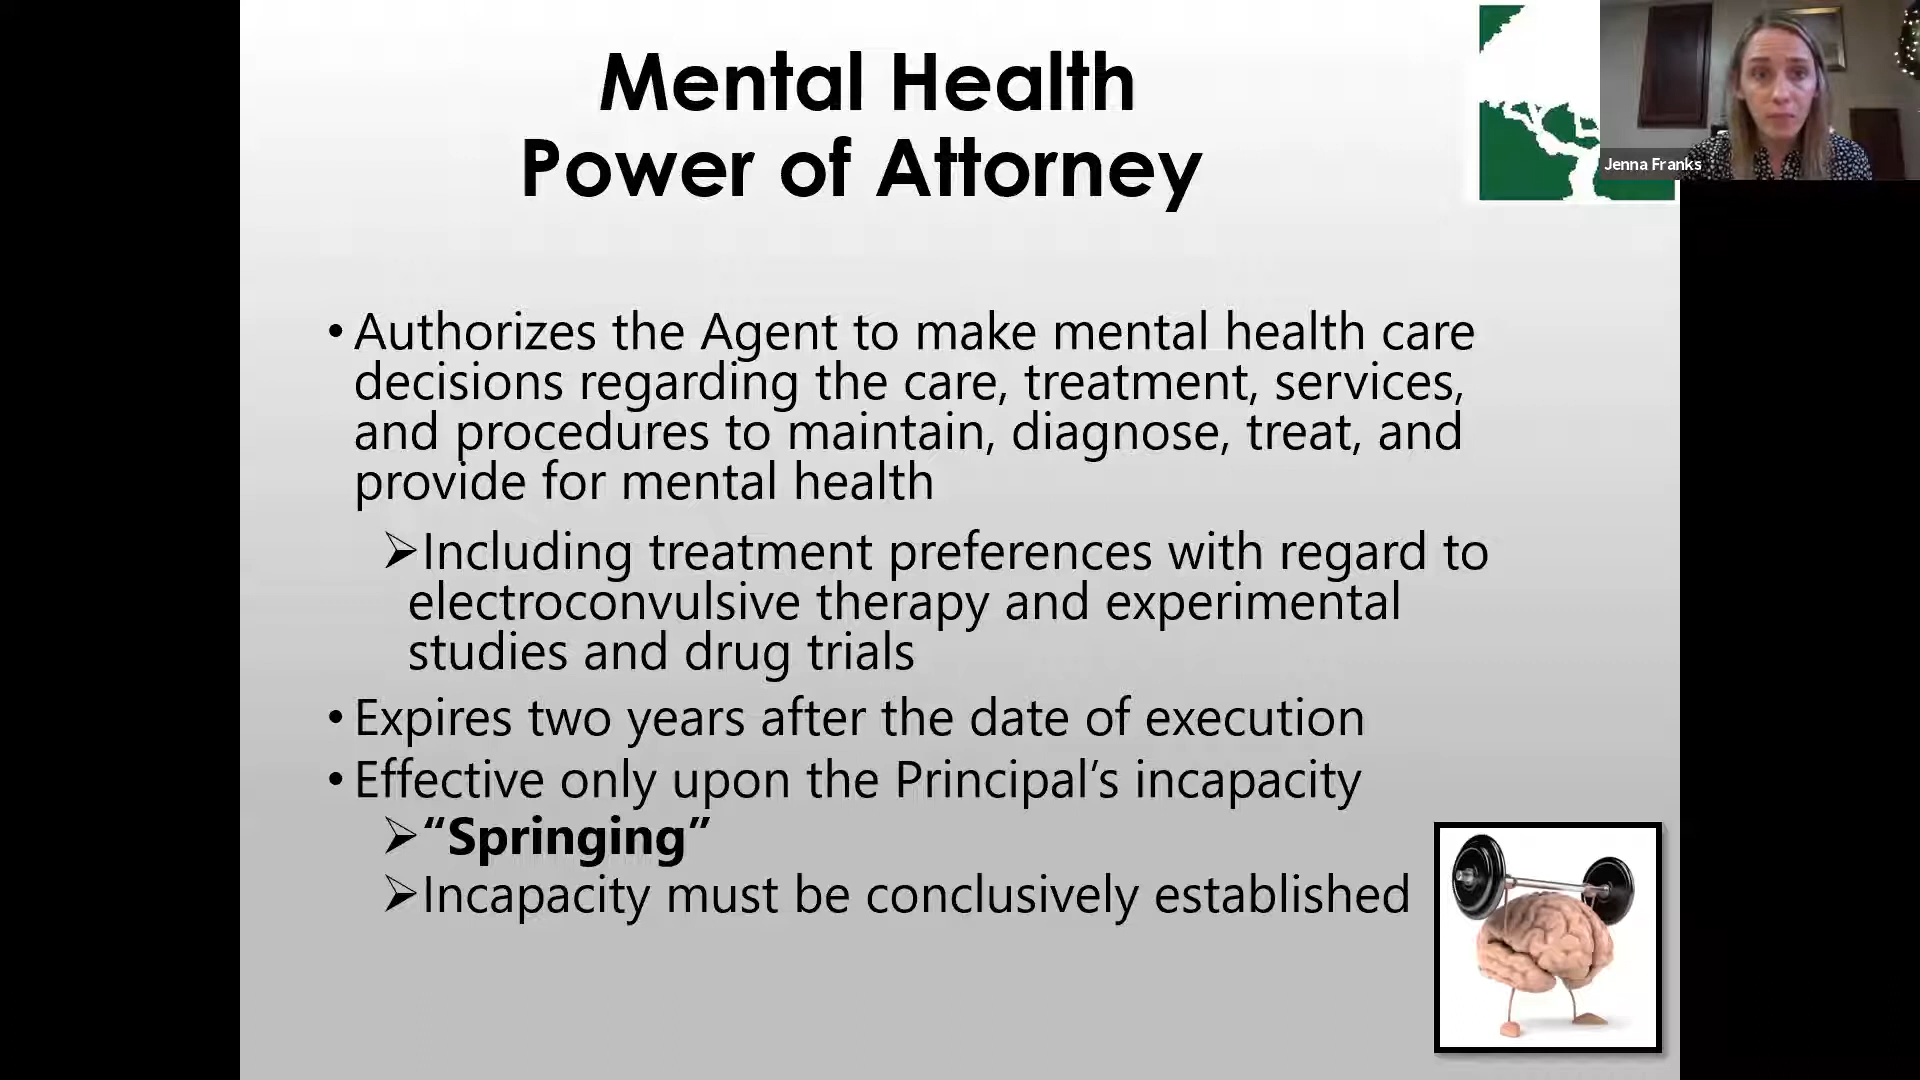 Mental Health
Power of Attorney
Jenna Franks
• Authorizes the Agent to make mental health care
decisions regarding the care, treatment, services,
and procedures to maintain, diagnose, treat, and
provide for mental health
➢Including treatment preferences with regard to
electroconvulsive therapy and experimental
studies and drug trials
• Expires two years after the date of execution
• Effective only upon the Principal’s incapacity
➢“Springing”
➢Incapacity must be conclusively established